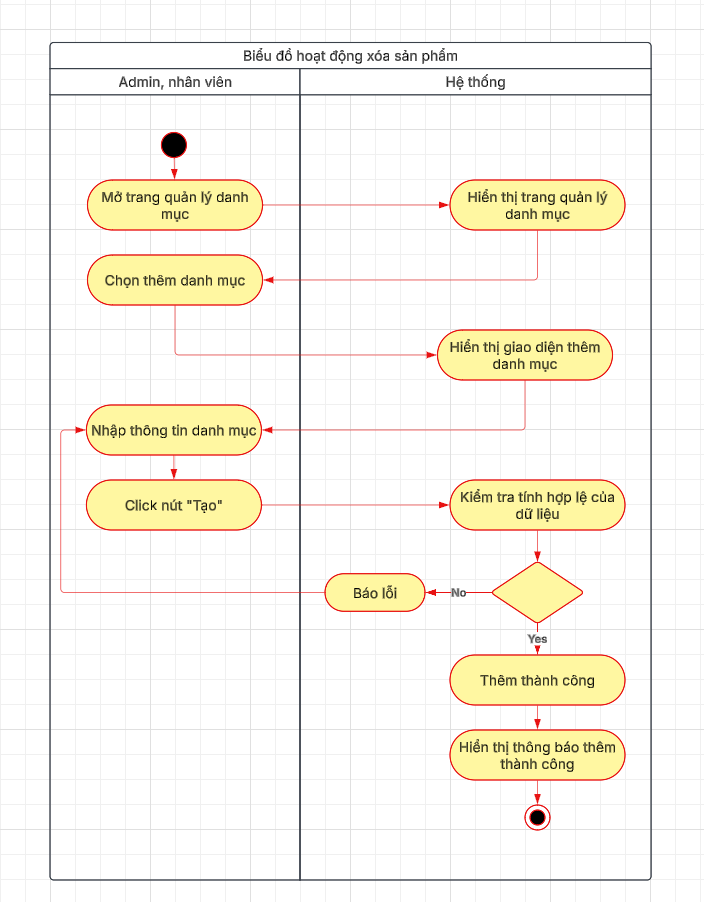 Biểu đồ hoạt động xóa sản phẩm
Admin, nhân viên
Hệ thống
Mở trang quản lý danh
mục
Hiển thị trang quản lý
danh mục
Chọn thêm danh mục
Hiển thị giao diện thêm
danh mục
Nhập thông tin danh mục
Click nút "Tạo"
Kiểm tra tính hợp lệ của
dữ liệu
Báo lỗi
No
Yes
Thêm thành công
Hiển thị thông báo thêm
thành công